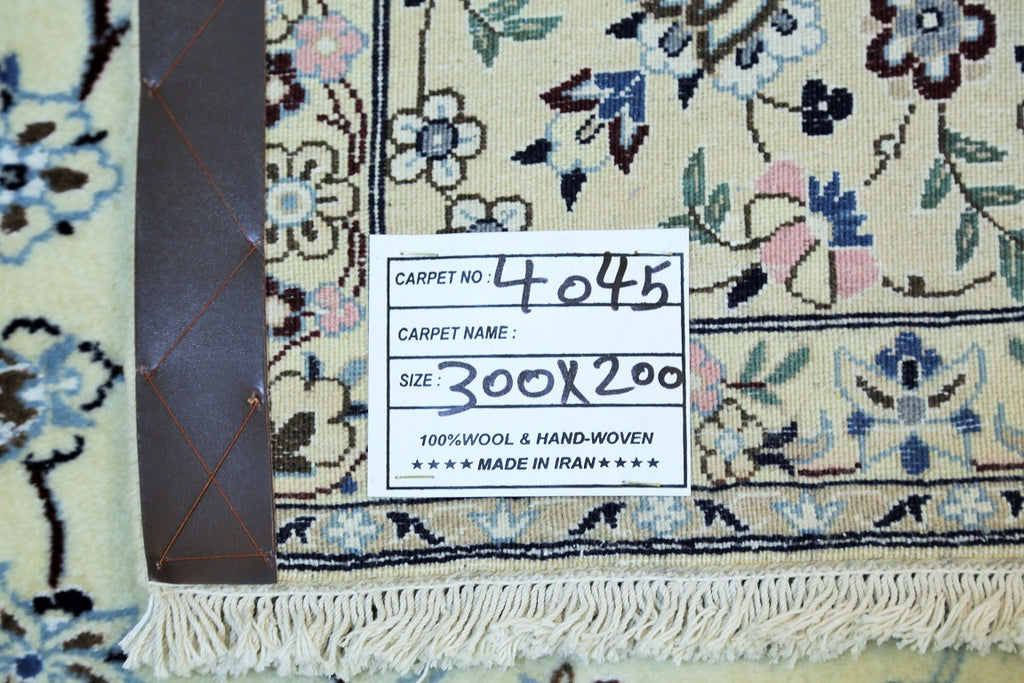 CARPET NO : 4045
CARPET NAME :
SIZE : 300X200
100%WOOL & HAND-WOVEN
★★★★ MADE IN IRAN ★★★★